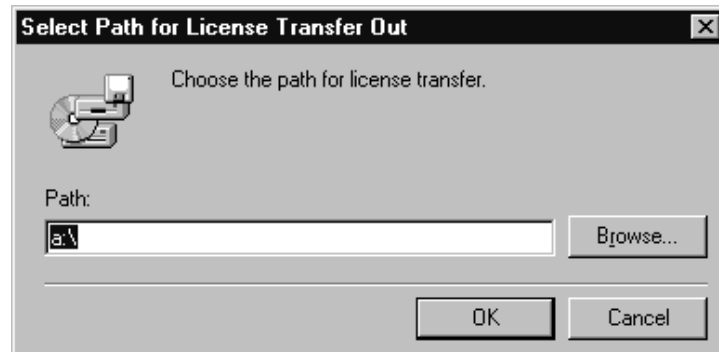 Select Path for License Transfer Out
Choose the path for license transfer.
Path:
a:\
Browse...
OK
Cancel